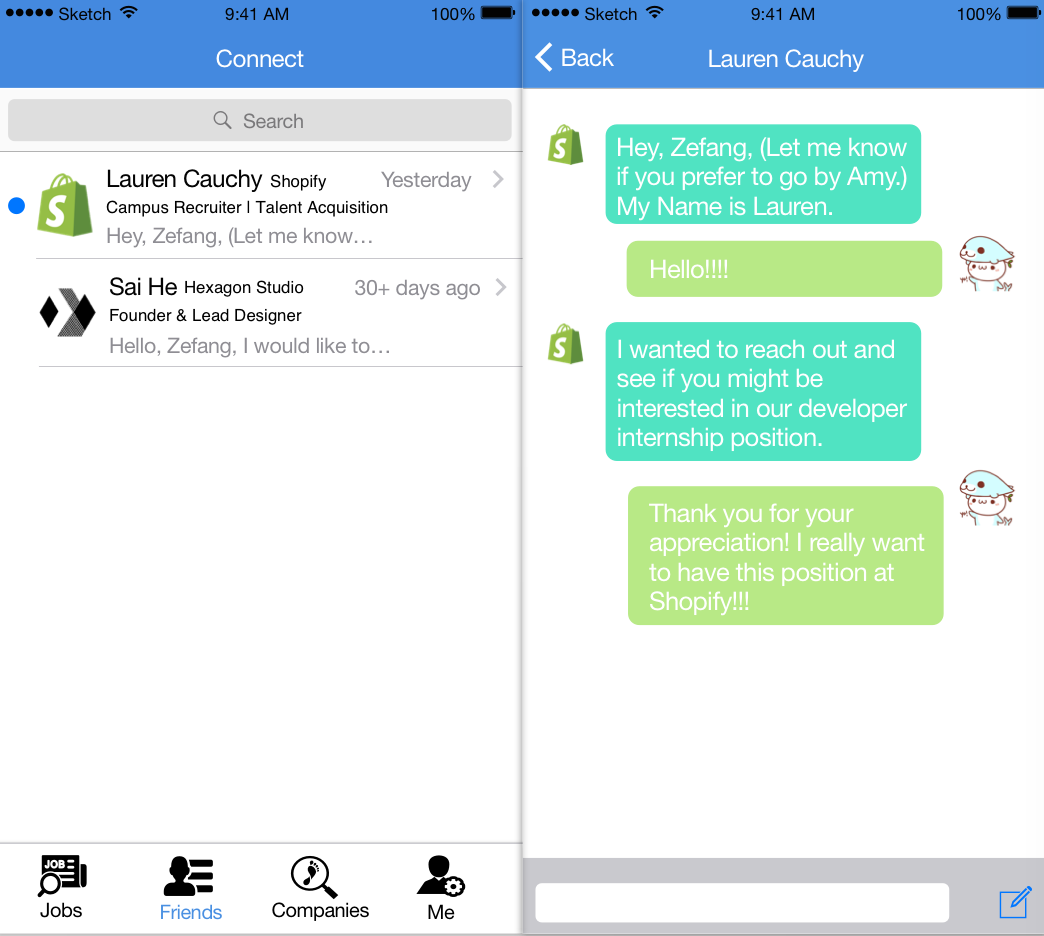 Sketch 9:41 AM 100%
Connect
Search
Lauren Cauchy Shopify Yesterday
Campus Recruiter | Talent Acquisition
Hey, Zefang, (Let me know…
Sai He Hexagon Studio 30+ days ago
Founder & Lead Designer
Hello, Zefang, I would like to…
JOB
Jobs
Friends
Companies
Me
Sketch 9:41 AM 100%
Back Lauren Cauchy
Hey, Zefang, (Let me know
if you prefer to go by Amy.)
My Name is Lauren.
Hello!!!!
I wanted to reach out and
see if you might be
interested in our developer
internship position.
Thank you for your
appreciation! I really want
to have this position at
Shopify!!!